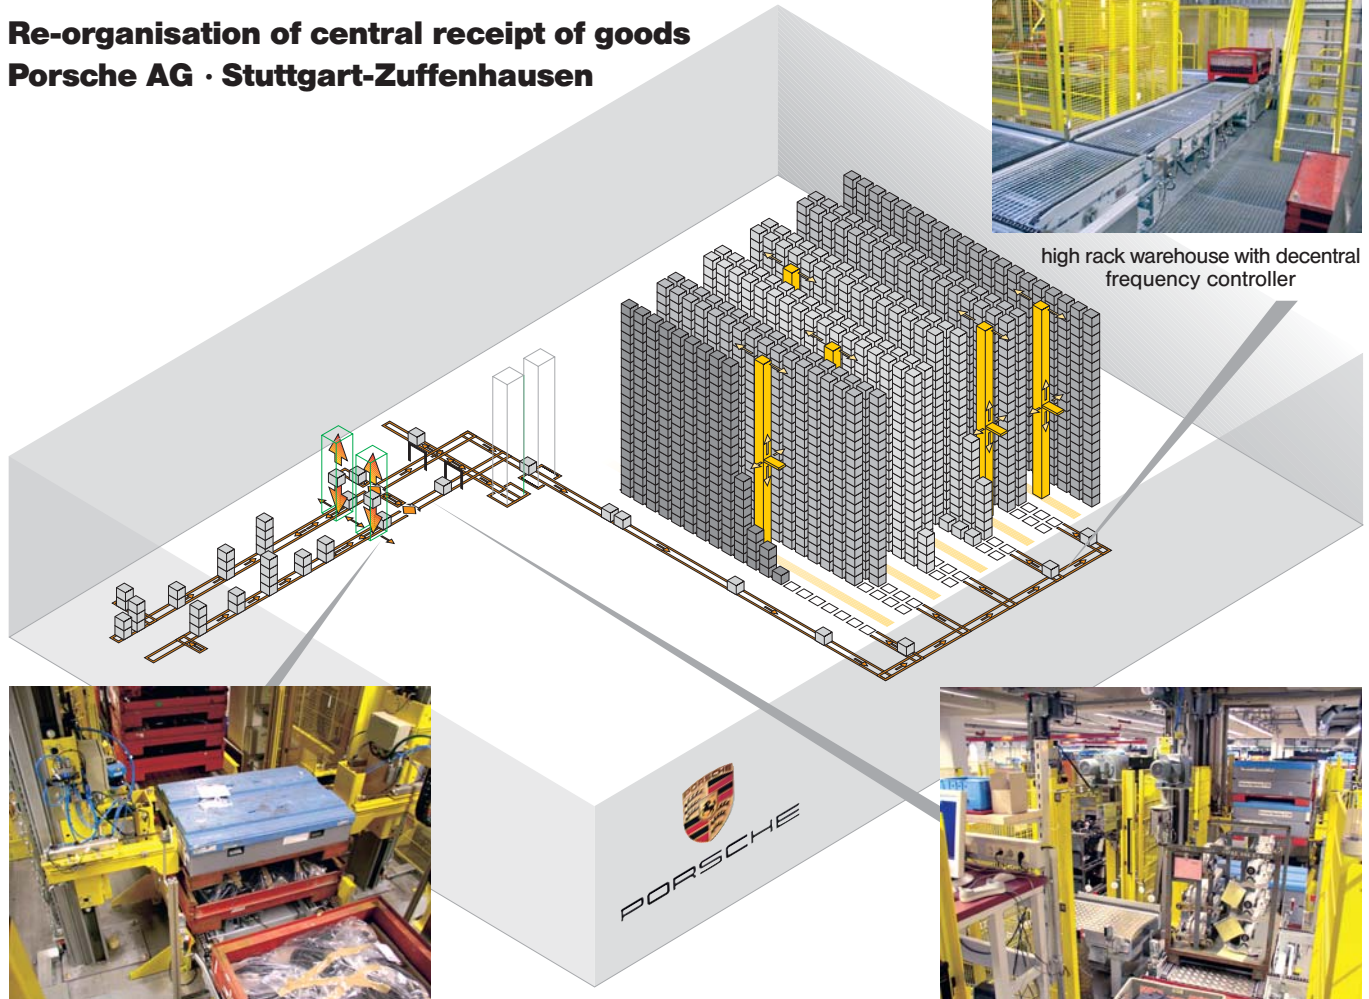 Re-organisation of central receipt of goods
Porsche AG · Stuttgart-Zuffenhausen
high rack warehouse with decentral
frequency controller
PORSCHE
PORSCHE